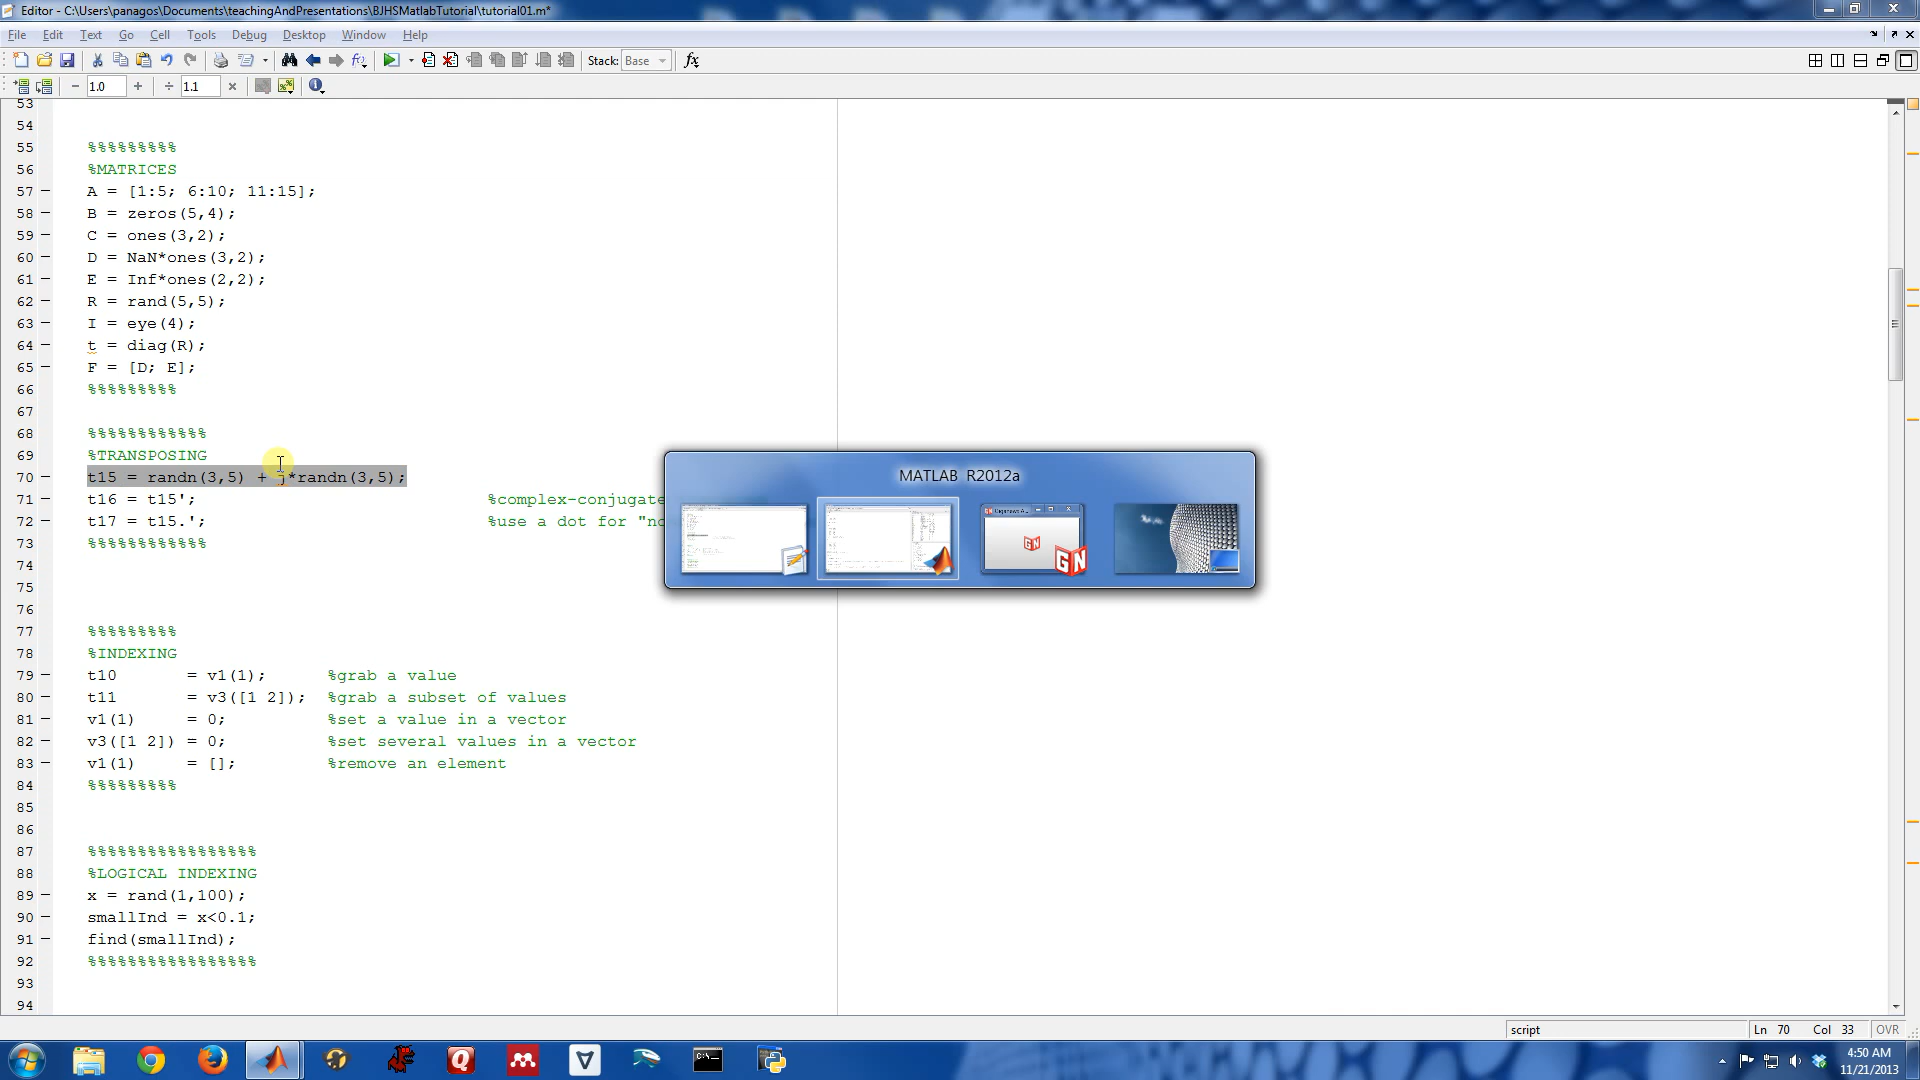 Editor - C:\Users\panagos\Documents\teachingAndPresentations\BJHSMatlabTutorial\tutorial01.m*
File Edit Text Go Cell Tools Debug Desktop Window Help
Stack: Base fx
− 1.0 + ÷ 1.1 ×
53
54
55 %%%%%%%%%
56 %MATRICES
57 – A = [1:5; 6:10; 11:15];
58 – B = zeros(5,4);
59 – C = ones(3,2);
60 – D = NaN*ones(3,2);
61 – E = Inf*ones(2,2);
62 – R = rand(5,5);
63 – I = eye(4);
64 – t = diag(R);
65 – F = [D; E];
66 %%%%%%%%%
67
68 %%%%%%%%%%%%
69 %TRANSPOSING
70 – t15 = randn(3,5) + j*randn(3,5);
71 – t16 = t15'; %complex-conjugate
72 – t17 = t15.'; %use a dot for "no
73 %%%%%%%%%%%%
74
75
76
77 %%%%%%%%%
78 %INDEXING
79 – t10 = v1(1); %grab a value
80 – t11 = v3([1 2]); %grab a subset of values
81 – v1(1) = 0; %set a value in a vector
82 – v3([1 2]) = 0; %set several values in a vector
83 – v1(1) = []; %remove an element
84 %%%%%%%%%
85
86
87 %%%%%%%%%%%%%%%%%
88 %LOGICAL INDEXING
89 – x = rand(1,100);
90 – smallInd = x<0.1;
91 – find(smallInd);
92 %%%%%%%%%%%%%%%%%
93
94
MATLAB R2012a
GN
GN
script Ln 70 Col 33 OVR
4:50 AM
11/21/2013